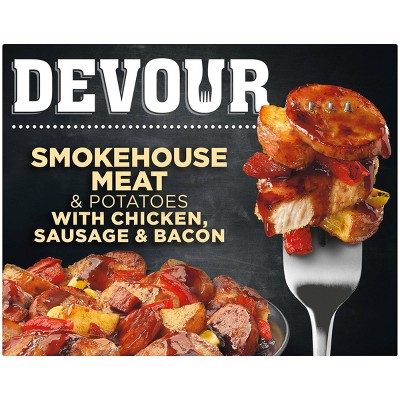 DEVOUR
SMOKEHOUSE
MEAT
& POTATOES
WITH CHICKEN,
SAUSAGE & BACON